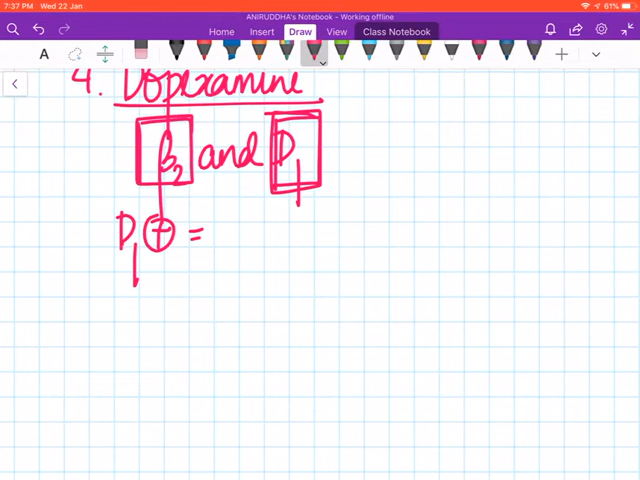 7:37 PM Wed 22 Jan
61%
ANIRUDDHA's Notebook - Working offline
Home Insert Draw View Class Notebook
A
4. Dopexamine
β2 and D1
D1 + =